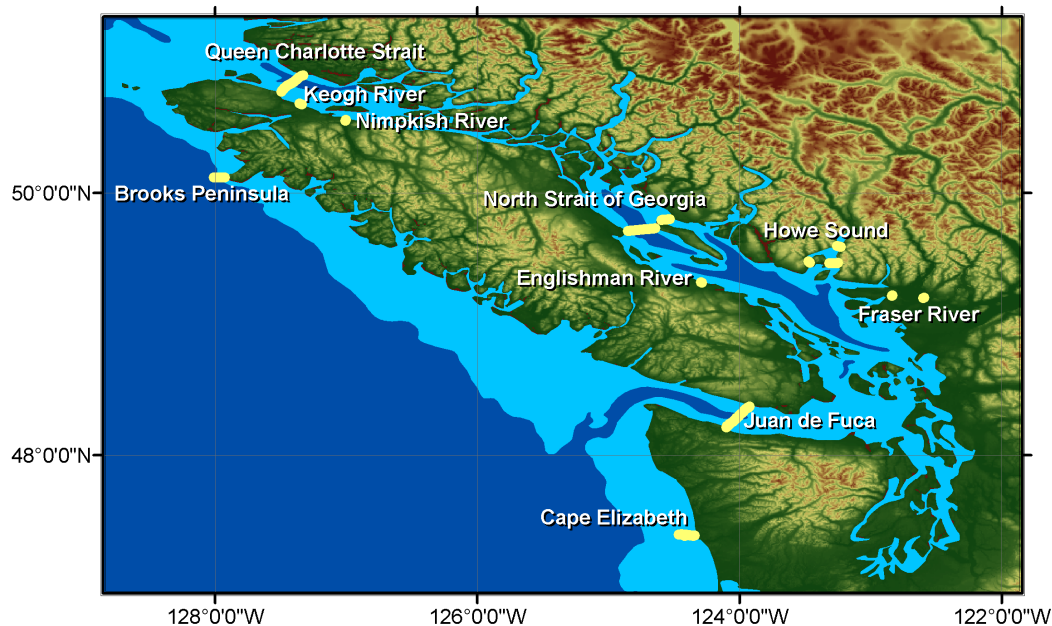 Queen Charlotte Strait
Keogh River
Nimpkish River
50°0'0"N
Brooks Peninsula
North Strait of Georgia
Howe Sound
Englishman River
Fraser River
Juan de Fuca
48°0'0"N
Cape Elizabeth
128°0'0"W
126°0'0"W
124°0'0"W
122°0'0"W